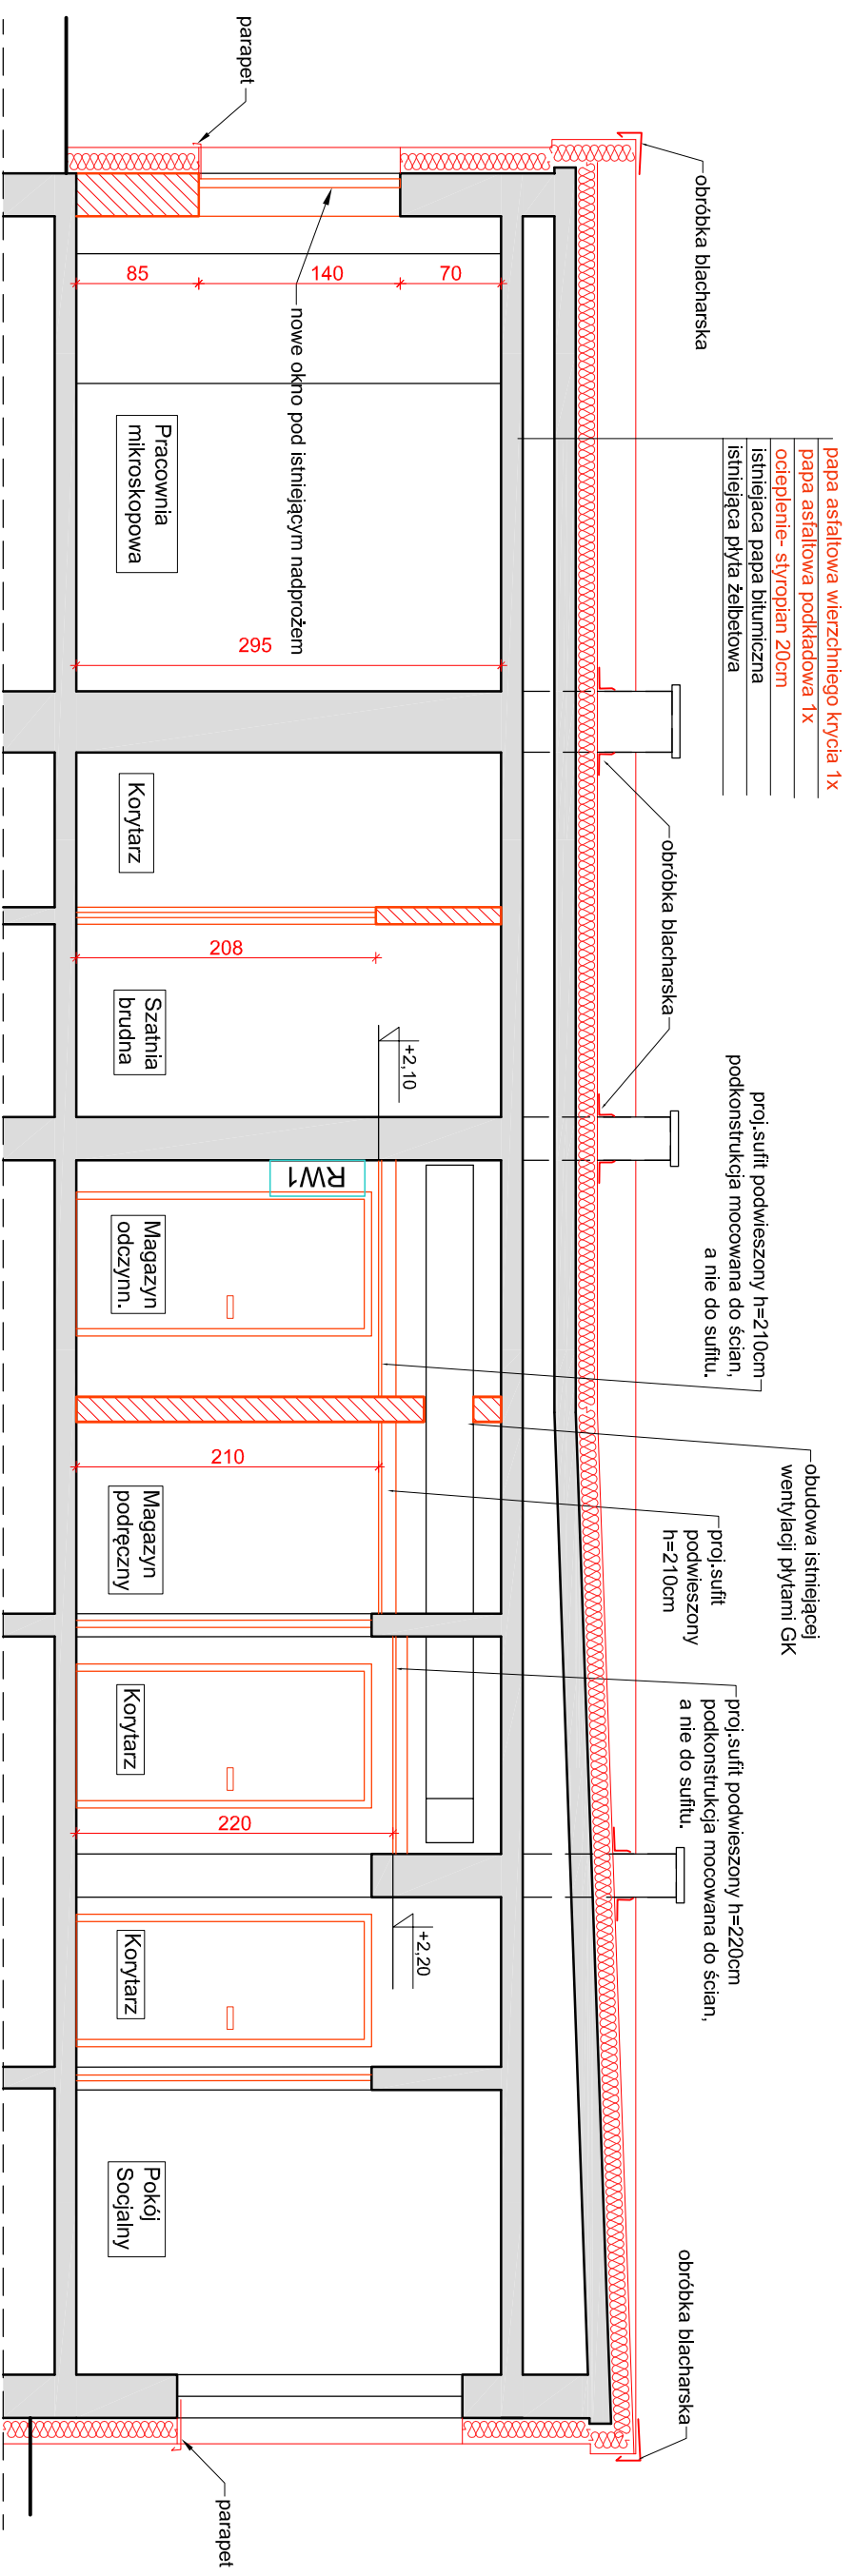 papa asfaltowa wierzchniego krycia 1x
papa asfaltowa podkładowa 1x
ocieplenie- styropian 20cm
istniejaca papa bitumiczna
istniejąca płyta żelbetowa
obróbka blacharska
obróbka blacharska
proj.sufit podwieszony h=210cm
podkonstrukcja mocowana do ścian,
a nie do sufitu.
obudowa istniejącej
wentylacji płytami GK
proj.sufit
podwieszony
h=210cm
proj.sufit podwieszony h=220cm
podkonstrukcja mocowana do ścian,
a nie do sufitu.
obróbka blacharska
parapet
70
140
85
nowe okno pod istniejącym nadprożem
Pracownia
mikroskopowa
295
Korytarz
208
Szatnia
brudna
+2,10
RW1
Magazyn
odczynn.
210
Magazyn
podręczny
Korytarz
220
+2,20
Korytarz
Pokój
Socjalny
parapet